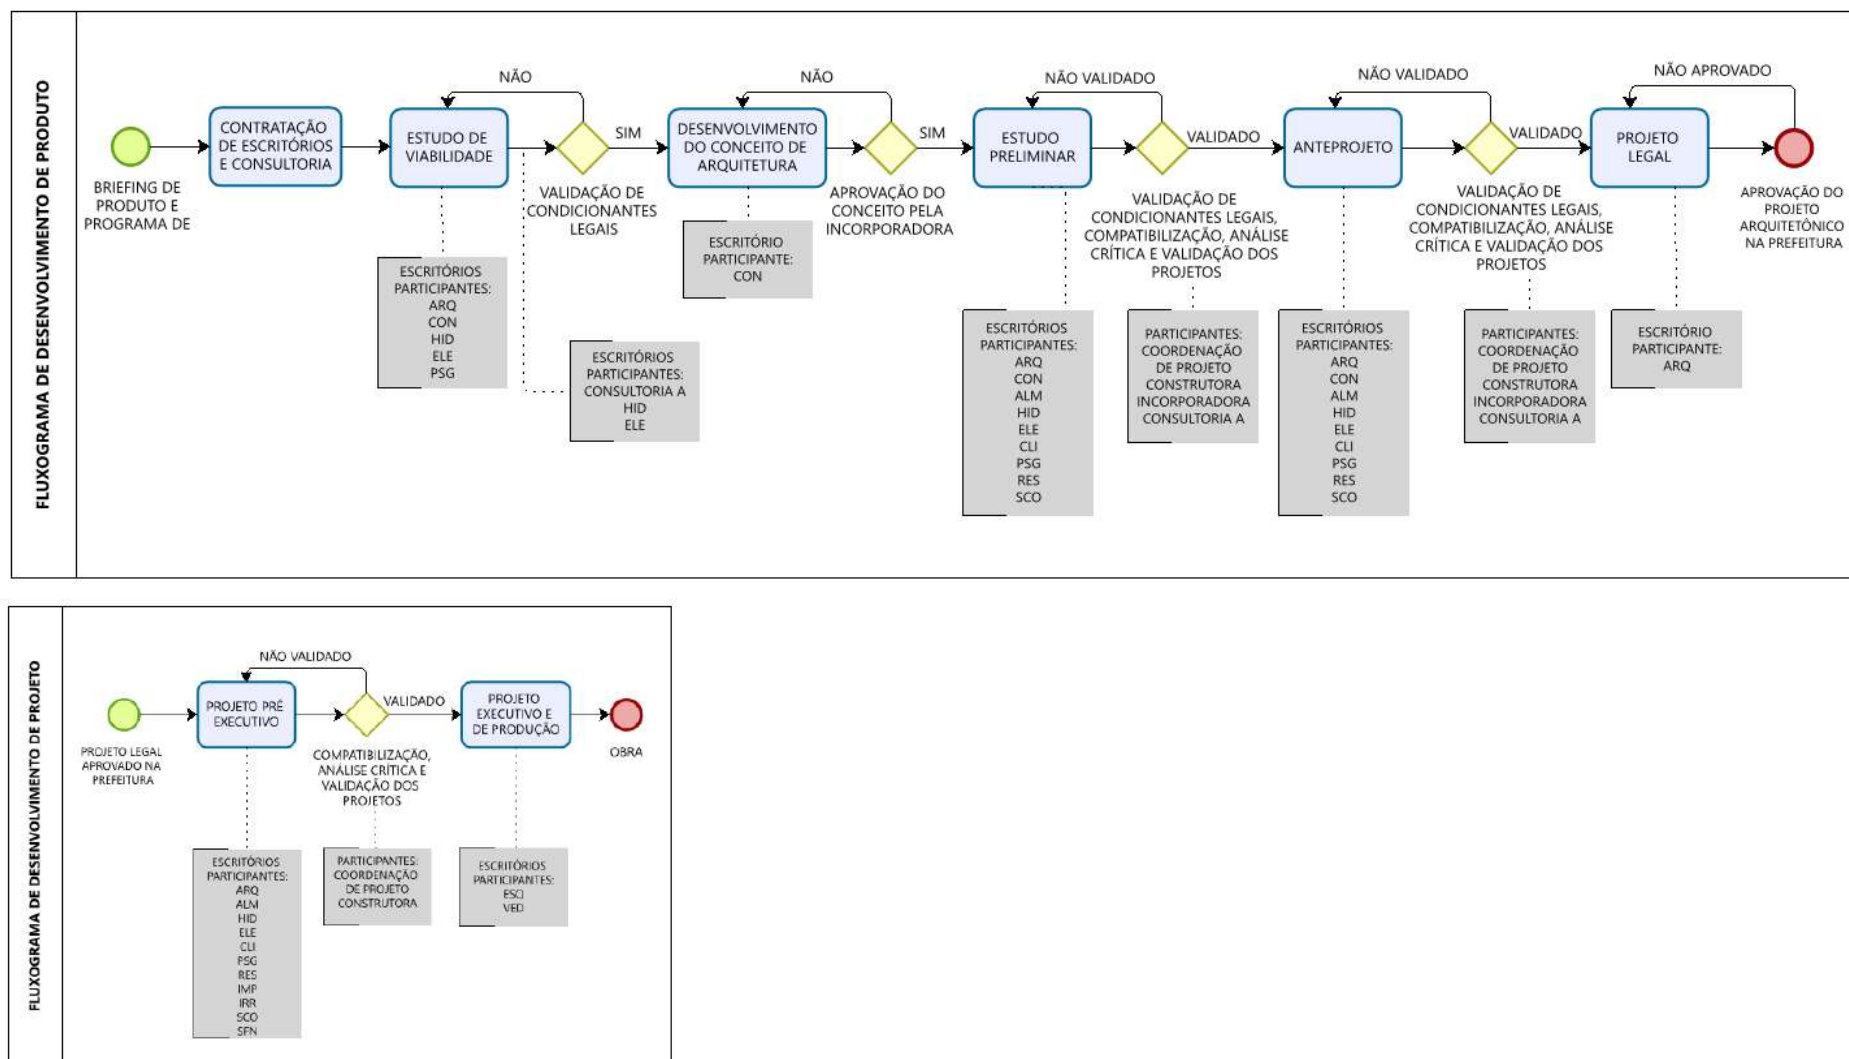 FLUXOGRAMA DE DESENVOLVIMENTO DE PRODUTO
BRIEFING DE
PRODUTO E
PROGRAMA DE
CONTRATAÇÃO
DE ESCRITÓRIOS
E CONSULTORIA
ESTUDO DE
VIABILIDADE
ESCRITÓRIOS
PARTICIPANTES:
ARQ
CON
HID
ELE
PSG
NÃO
SIM
VALIDAÇÃO DE
CONDICIONANTES
LEGAIS
ESCRITÓRIOS
PARTICIPANTES:
CONSULTORIA A
HID
ELE
DESENVOLVIMENTO
DO CONCEITO DE
ARQUITETURA
ESCRITÓRIO
PARTICIPANTE:
CON
NÃO
SIM
APROVAÇÃO DO
CONCEITO PELA
INCORPORADORA
ESTUDO
PRELIMINAR
ESCRITÓRIOS
PARTICIPANTES:
ARQ
CON
ALM
HID
ELE
CLI
PSG
RES
SCO
NÃO VALIDADO
VALIDADO
VALIDAÇÃO DE
CONDICIONANTES LEGAIS,
COMPATIBILIZAÇÃO, ANÁLISE
CRÍTICA E VALIDAÇÃO DOS
PROJETOS
PARTICIPANTES:
COORDENAÇÃO
DE PROJETO
CONSTRUTORA
INCORPORADORA
CONSULTORIA A
ANTEPROJETO
ESCRITÓRIOS
PARTICIPANTES:
ARQ
CON
ALM
HID
ELE
CLI
PSG
RES
SCO
NÃO VALIDADO
VALIDADO
VALIDAÇÃO DE
CONDICIONANTES LEGAIS,
COMPATIBILIZAÇÃO, ANÁLISE
CRÍTICA E VALIDAÇÃO DOS
PROJETOS
PARTICIPANTES:
COORDENAÇÃO
DE PROJETO
CONSTRUTORA
INCORPORADORA
CONSULTORIA A
PROJETO
LEGAL
ESCRITÓRIO
PARTICIPANTE:
ARQ
NÃO APROVADO
APROVAÇÃO DO
PROJETO
ARQUITETÔNICO
NA PREFEITURA
FLUXOGRAMA DE DESENVOLVIMENTO DE PROJETO
PROJETO LEGAL
APROVADO NA
PREFEITURA
PROJETO PRÉ
EXECUTIVO
ESCRITÓRIOS
PARTICIPANTES:
ARQ
ALM
HID
ELE
CLI
PSG
RES
IMP
IRR
SCO
SFN
NÃO VALIDADO
VALIDADO
COMPATIBILIZAÇÃO,
ANÁLISE CRÍTICA E
VALIDAÇÃO DOS
PROJETOS
PARTICIPANTES:
COORDENAÇÃO
DE PROJETO
CONSTRUTORA
PROJETO
EXECUTIVO E
DE PRODUÇÃO
ESCRITÓRIOS
PARTICIPANTES:
ESQ
VED
OBRA